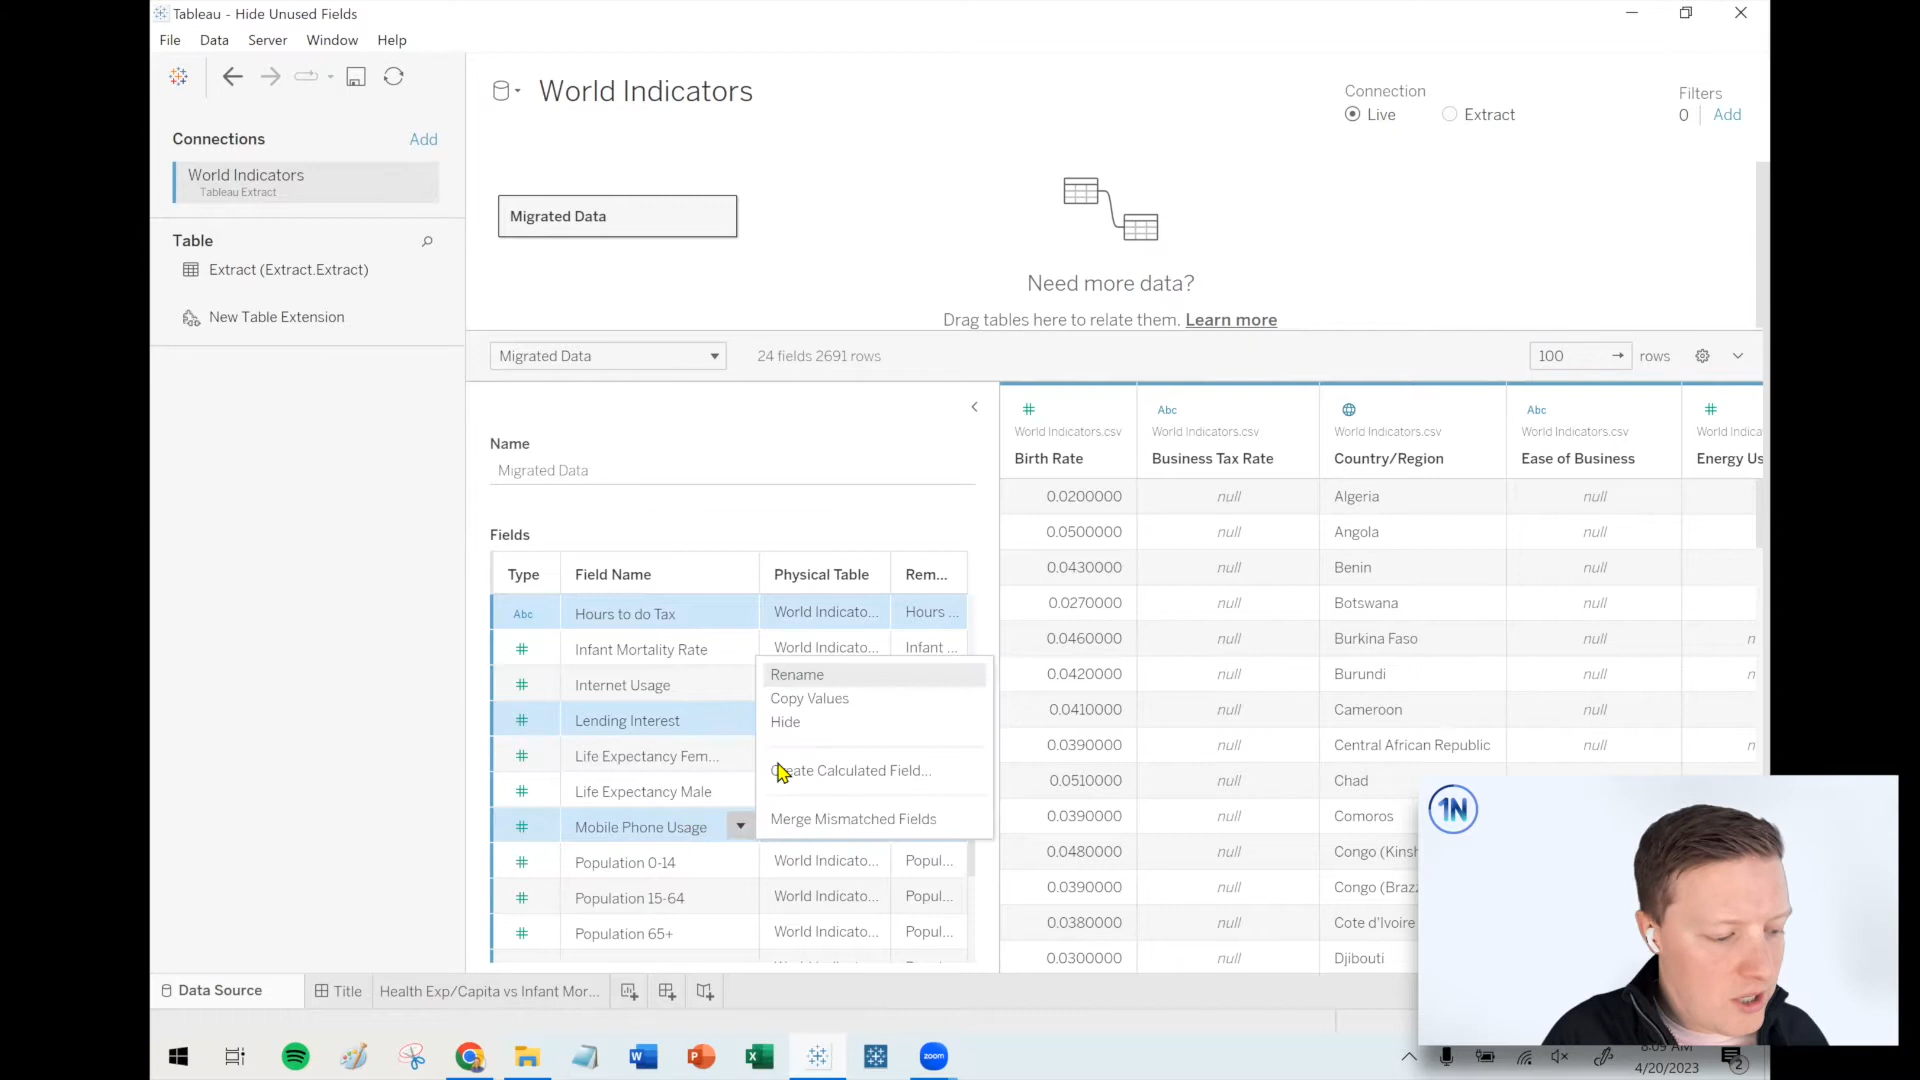 Tableau - Hide Unused Fields
File Data Server Window Help
Connections Add
World Indicators
Tableau Extract
Table
Extract (Extract.Extract)
New Table Extension
World Indicators
Connection
Live Extract
Filters
0 Add
Migrated Data
Need more data?
Drag tables here to relate them. Learn more
Migrated Data 24 fields 2691 rows 100 rows
Name
Migrated Data
Fields
Type Field Name Physical Table Rem...
Abc Hours to do Tax World Indicato... Hours ...
Infant Mortality Rate World Indicato... Infant ...
Internet Usage
Lending Interest
Life Expectancy Fem...
Life Expectancy Male
Mobile Phone Usage
Population 0-14 World Indicato... Popul...
Population 15-64 World Indicato... Popul...
Population 65+ World Indicato... Popul...
Rename
Copy Values
Hide
Create Calculated Field...
Merge Mismatched Fields
Abc Abc
World Indicators.csv World Indicators.csv World Indicators.csv World Indicators.csv World Indica
Birth Rate Business Tax Rate Country/Region Ease of Business Energy Us
0.0200000 null Algeria null
0.0500000 null Angola null
0.0430000 null Benin null
0.0270000 null Botswana null
0.0460000 null Burkina Faso null n
0.0420000 null Burundi null n
0.0410000 null Cameroon null
0.0390000 null Central African Republic null n
0.0510000 null Chad
0.0390000 null Comoros
0.0480000 null Congo (Kinsh
0.0390000 null Congo (Braz
0.0380000 null Cote d'Ivoire
0.0300000 null Djibouti
1N
Data Source Title Health Exp/Capita vs Infant Mor...
zoom
4/20/2023
2